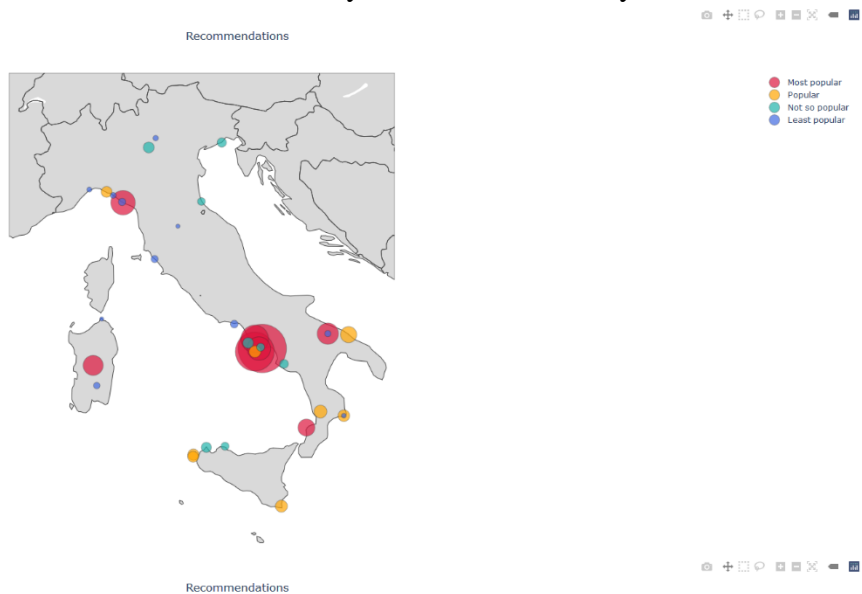 Recommendations
Most popular
Popular
Not so popular
Least popular
Recommendations